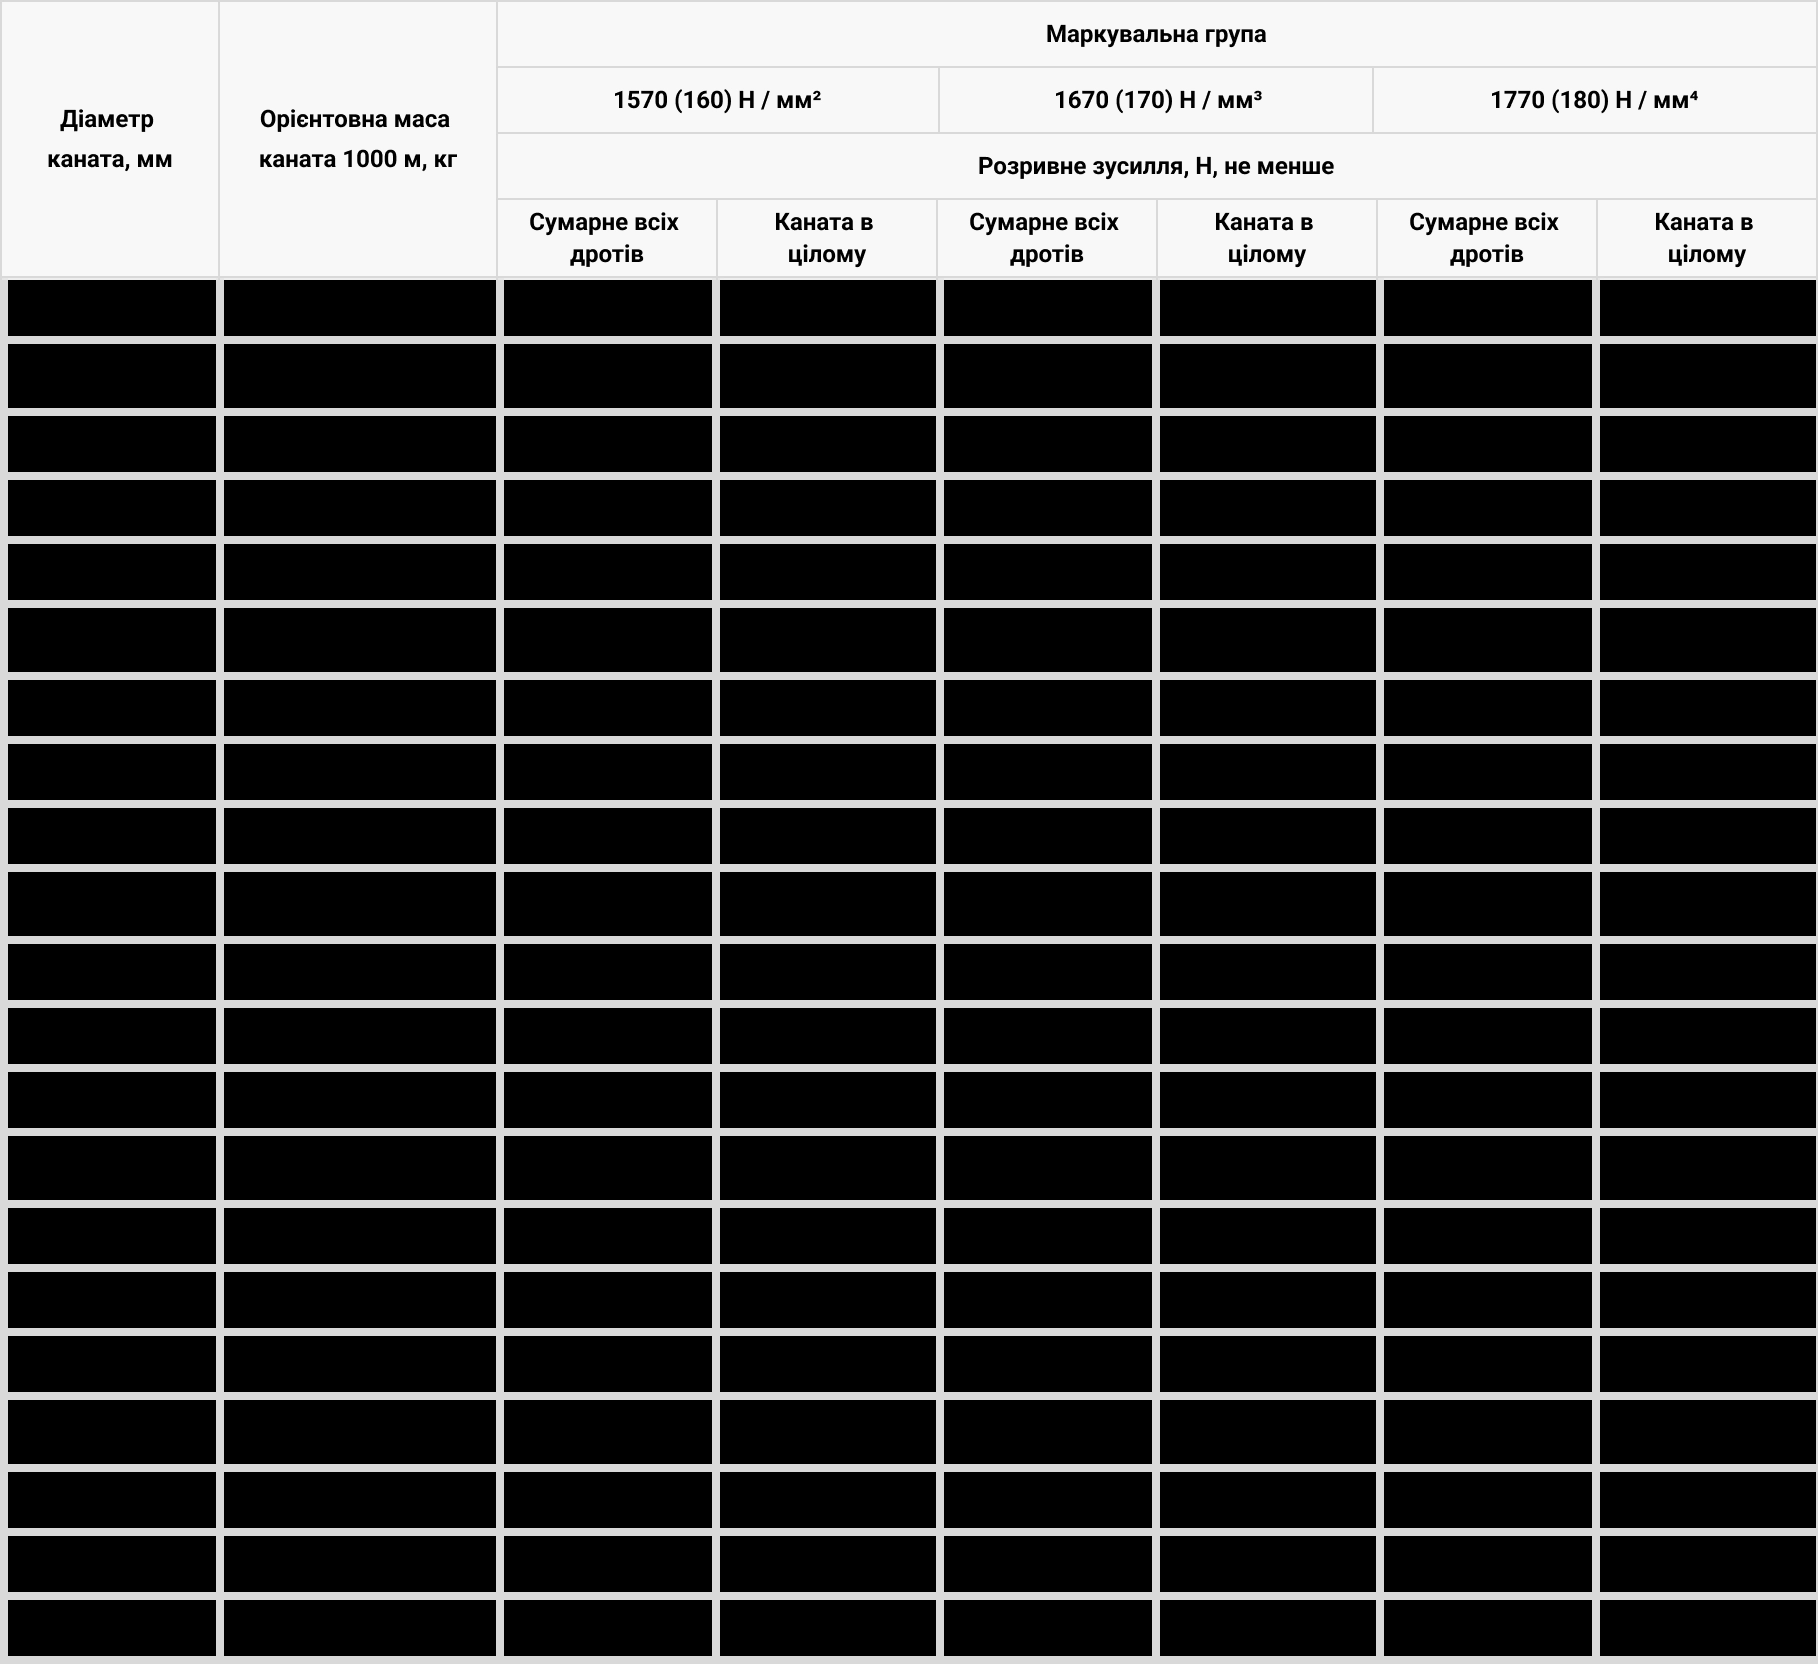 Діаметр
каната, мм
Орієнтовна маса
каната 1000 м, кг
Маркувальна група
1570 (160) Н / мм²
1670 (170) Н / мм³
1770 (180) Н / мм⁴
Розривне зусилля, Н, не менше
Сумарне всіх
дротів
Каната в
цілому
Сумарне всіх
дротів
Каната в
цілому
Сумарне всіх
дротів
Каната в
цілому